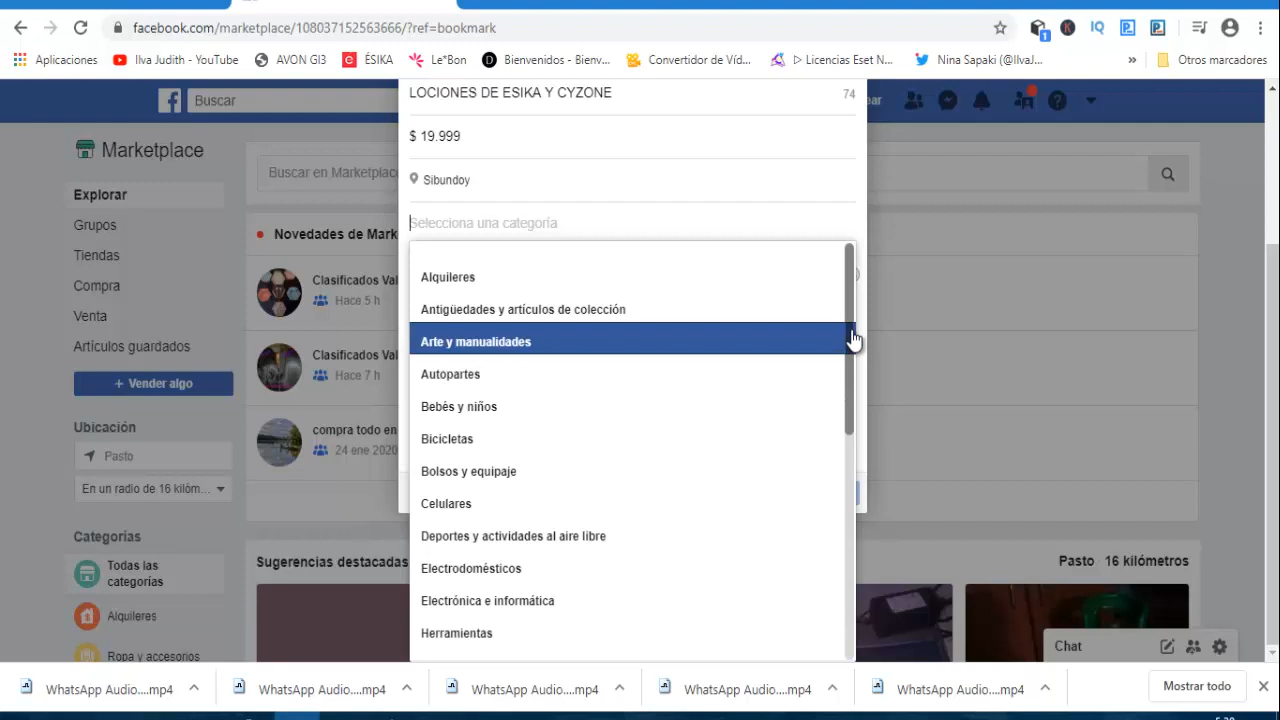 facebook.com/marketplace/108037152563666/?ref=bookmark
1
Aplicaciones
Ilva Judith - YouTube
AVON GI3
ÉSIKA
Le*Bon
Bienvenidos - Bienv...
Convertidor de Víd...
▷ Licencias Eset N...
Nina Sapaki (@IlvaJ...
»
Otros marcadores
Buscar
LOCIONES DE ESIKA Y CYZONE
74
ear
$ 19.999
Marketplace
Buscar en Marketplace
Sibundoy
Explorar
Grupos
Tiendas
Compra
Venta
Artículos guardados
+ Vender algo
Ubicación
Pasto
En un radio de 16 kilóm...
Categorías
Todas las
categorías
Alquileres
Ropa y accesorios
Novedades de Mark
Clasificados Val
Hace 5 h
Clasificados Val
Hace 7 h
compra todo en
24 ene 2020
Sugerencias destacadas
Pasto · 16 kilómetros
Selecciona una categoría
Alquileres
Antigüedades y artículos de colección
Arte y manualidades
Autopartes
Bebés y niños
Bicicletas
Bolsos y equipaje
Celulares
Deportes y actividades al aire libre
Electrodomésticos
Electrónica e informática
Herramientas
Chat
WhatsApp Audio....mp4
WhatsApp Audio....mp4
WhatsApp Audio....mp4
WhatsApp Audio....mp4
WhatsApp Audio....mp4
Mostrar todo